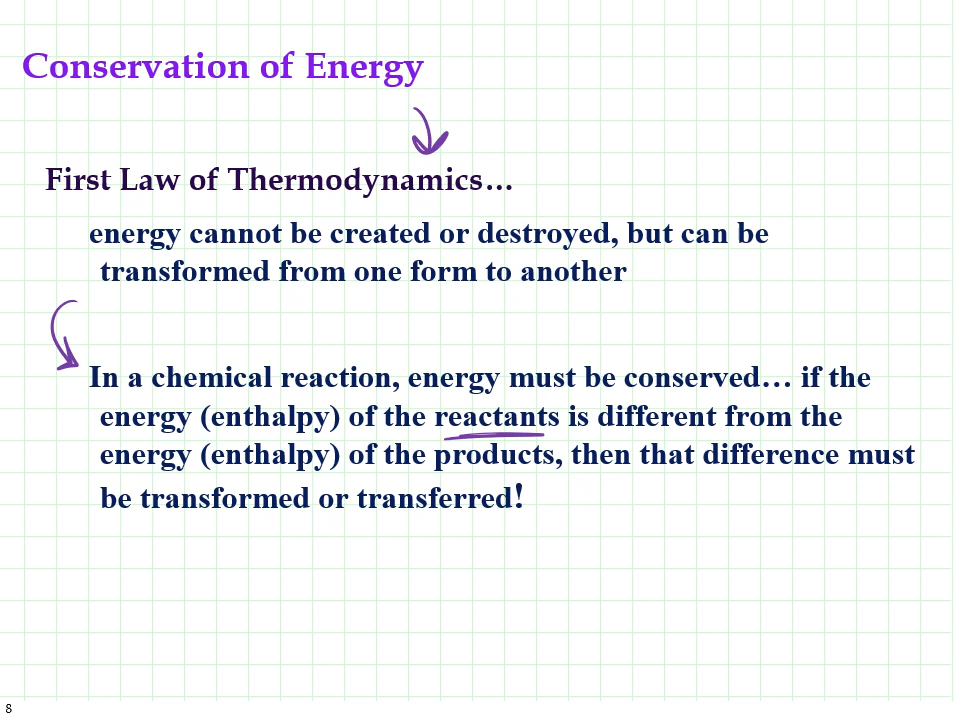 Conservation of Energy
First Law of Thermodynamics…
energy cannot be created or destroyed, but can be
transformed from one form to another
In a chemical reaction, energy must be conserved… if the
energy (enthalpy) of the reactants is different from the
energy (enthalpy) of the products, then that difference must
be transformed or transferred!
8